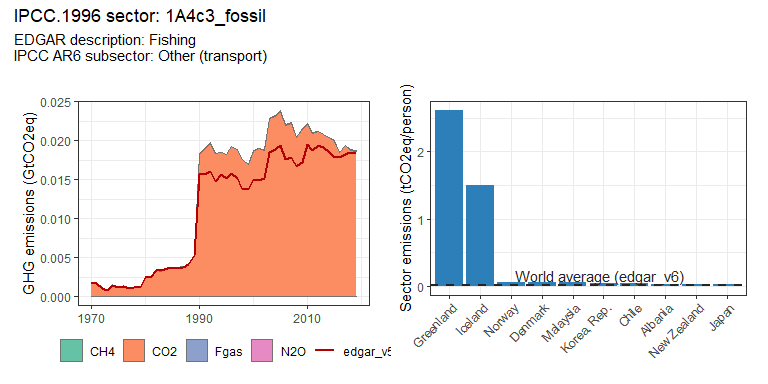 IPCC.1996 sector: 1A4c3_fossil
EDGAR description: Fishing
IPCC AR6 subsector: Other (transport)
GHG emissions (GtCO2eq)
0.025
0.020
0.015
0.010
0.005
0.000
1970
1990
2010
CH4
CO2
Fgas
N2O
edgar_v5
Sector emissions (tCO2eq/person)
2
1
0
World average (edgar_v6)
Greenland
Iceland
Norway
Denmark
Malaysia
Korea, Rep.
Chile
Albania
New Zealand
Japan